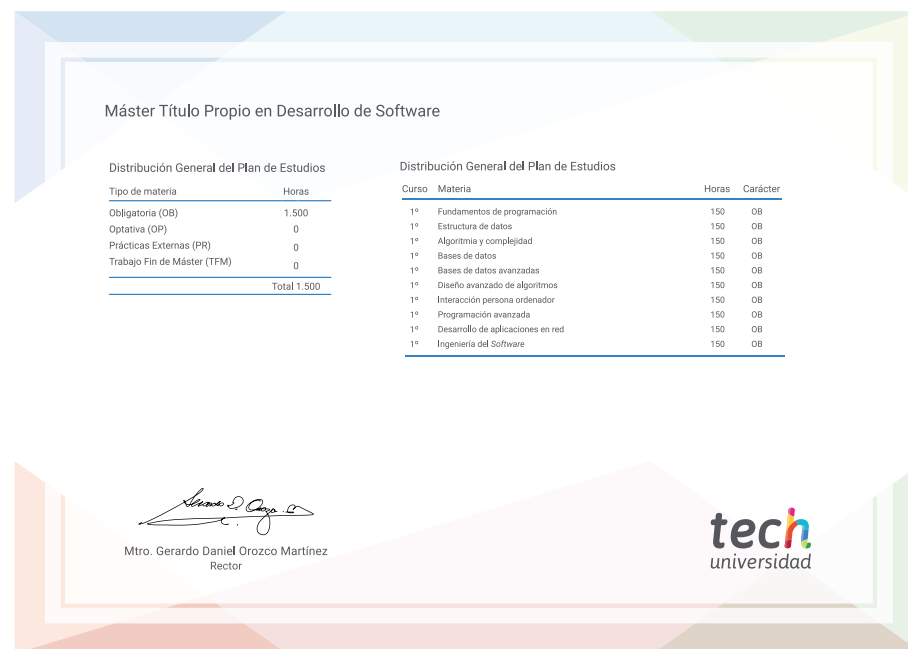 Máster Título Propio en Desarrollo de Software
Distribución General del Plan de Estudios
Tipo de materia Horas
Obligatoria (OB) 1.500
Optativa (OP) 0
Prácticas Externas (PR) 0
Trabajo Fin de Máster (TFM) 0
Total 1.500
Distribución General del Plan de Estudios
Curso Materia Horas Carácter
1º Fundamentos de programación 150 OB
1º Estructura de datos 150 OB
1º Algoritmia y complejidad 150 OB
1º Bases de datos 150 OB
1º Bases de datos avanzadas 150 OB
1º Diseño avanzado de algoritmos 150 OB
1º Interacción persona ordenador 150 OB
1º Programación avanzada 150 OB
1º Desarrollo de aplicaciones en red 150 OB
1º Ingeniería del Software 150 OB
Mtro. Gerardo Daniel Orozco Martínez
Rector
tech
universidad